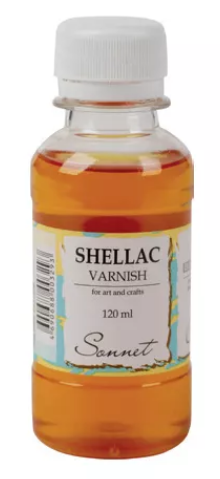 SHELLAC
VARNISH
for art and crafts
120 ml
Sonnet